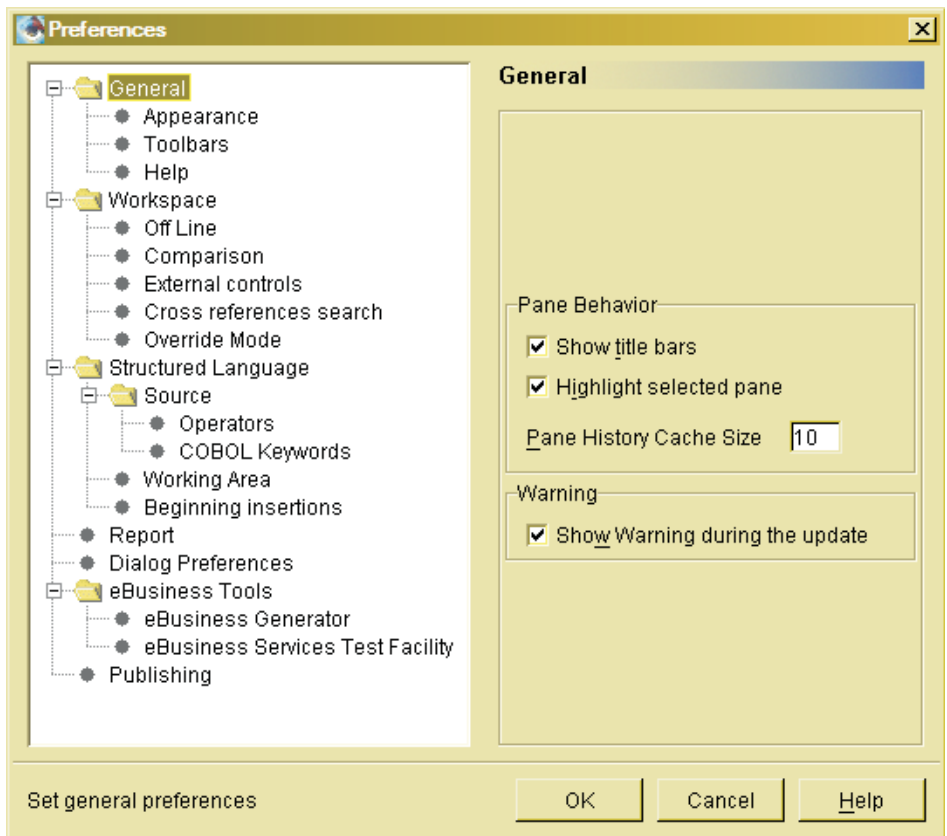 Preferences
General
Appearance
Toolbars
Help
Workspace
Off Line
Comparison
External controls
Cross references search
Override Mode
Structured Language
Source
Operators
COBOL Keywords
Working Area
Beginning insertions
Report
Dialog Preferences
eBusiness Tools
eBusiness Generator
eBusiness Services Test Facility
Publishing
General
Pane Behavior
Show title bars
Highlight selected pane
Pane History Cache Size 10
Warning
Show Warning during the update
Set general preferences
OK
Cancel
Help